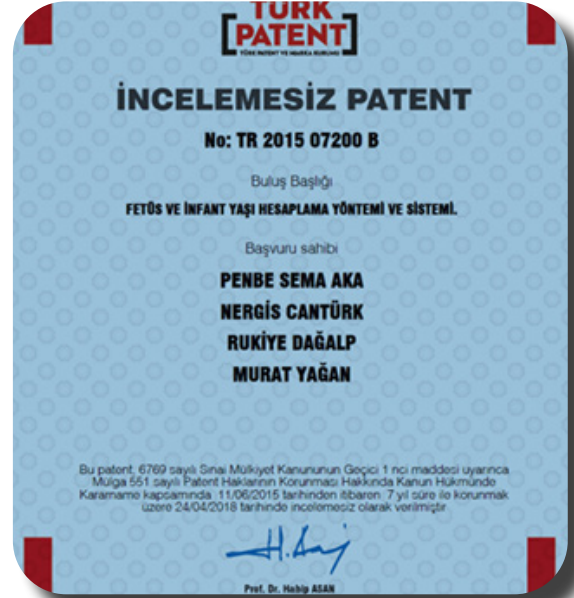 TÜRK
PATENT
TÜRK PATENT VE MARKA KURUMU
İNCELEMESİZ PATENT
No: TR 2015 07200 B
Buluş Başlığı
FETÜS VE İNFANT YAŞI HESAPLAMA YÖNTEMİ VE SİSTEMİ.
Başvuru sahibi
PENBE SEMA AKA
NERGİS CANTÜRK
RUKİYE DAĞALP
MURAT YAĞAN
Bu patent, 6769 sayılı Sınai Mülkiyet Kanununun Geçici 1 nci maddesi uyarınca
Mülga 551 sayılı Patent Haklarının Korunması Hakkında Kanun Hükmünde
Kararname kapsamında 11/06/2015 tarihinden itibaren 7 yıl süre ile korunmak
üzere 24/04/2018 tarihinde incelemesiz olarak verilmiştir
Prof. Dr. Habip ASAN